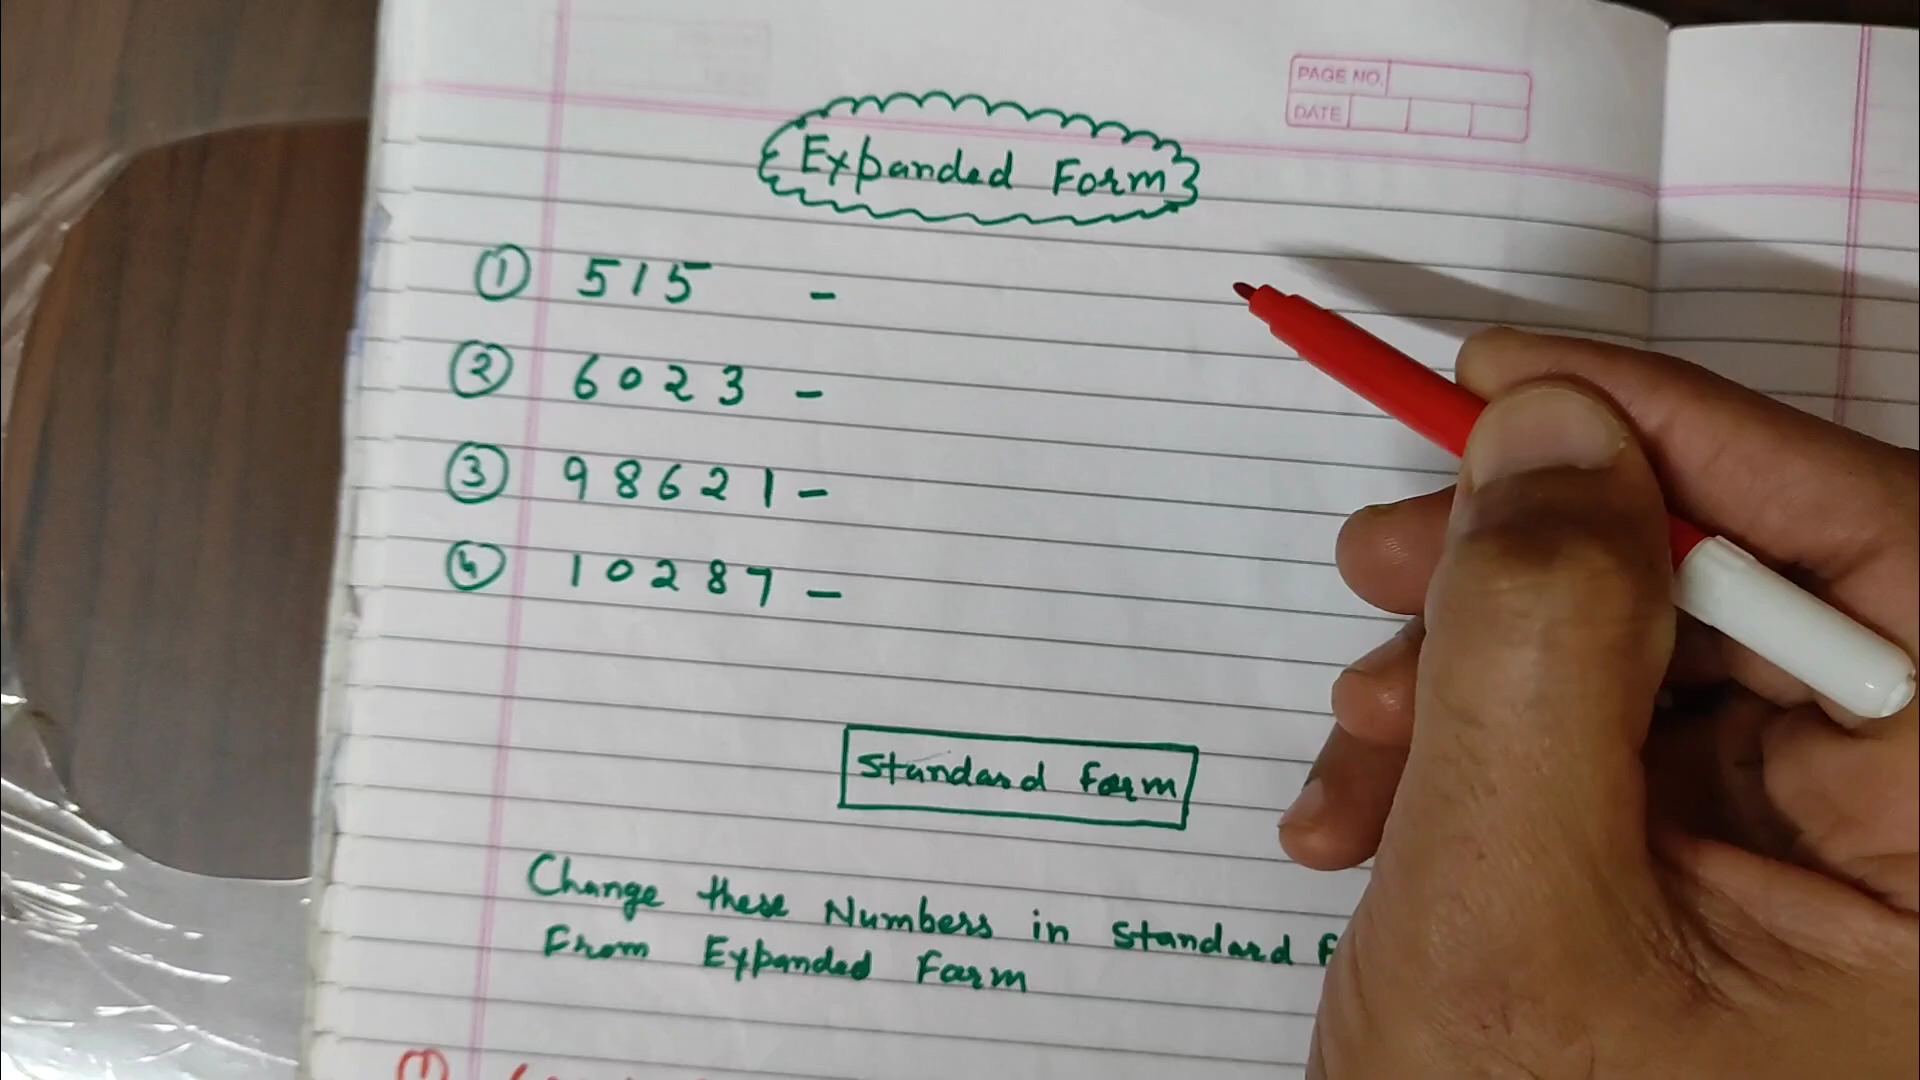 PAGE NO.
DATE
Expanded Form
① 515 -
② 6023 -
③ 98621 -
④ 10287 -
Standard Form
Change these Numbers in Standard
From Expanded Form
①